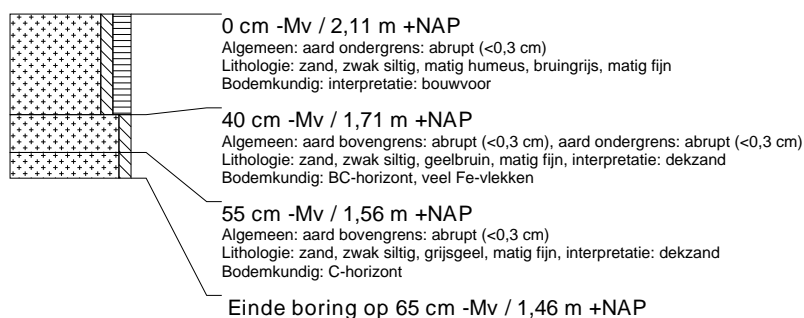 0 cm -Mv / 2,11 m +NAP
Algemeen: aard ondergrens: abrupt (<0,3 cm)
Lithologie: zand, zwak siltig, matig humeus, bruingrijs, matig fijn
Bodemkundig: interpretatie: bouwvoor
40 cm -Mv / 1,71 m +NAP
Algemeen: aard bovengrens: abrupt (<0,3 cm), aard ondergrens: abrupt (<0,3 cm)
Lithologie: zand, zwak siltig, geelbruin, matig fijn, interpretatie: dekzand
Bodemkundig: BC-horizont, veel Fe-vlekken
55 cm -Mv / 1,56 m +NAP
Algemeen: aard bovengrens: abrupt (<0,3 cm)
Lithologie: zand, zwak siltig, grijsgeel, matig fijn, interpretatie: dekzand
Bodemkundig: C-horizont
Einde boring op 65 cm -Mv / 1,46 m +NAP